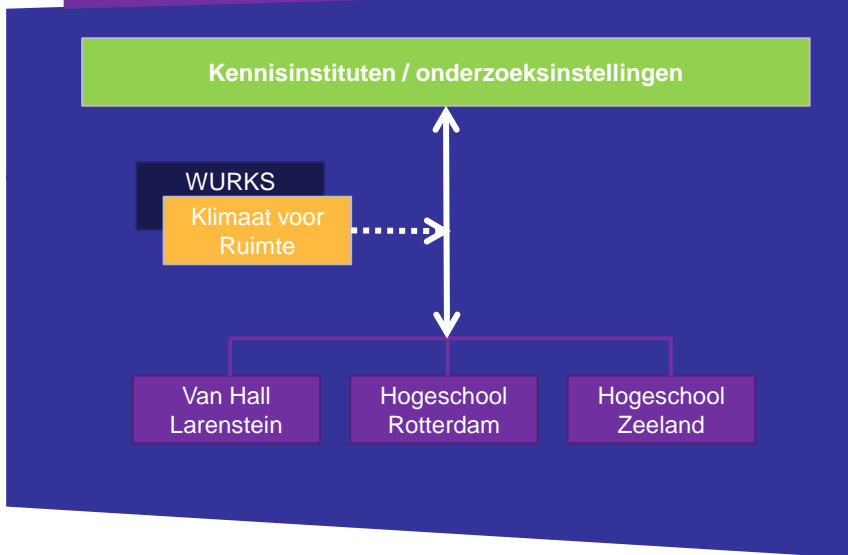 Kennisinstituten / onderzoeksinstellingen
WURKS
Klimaat voor
Ruimte
Van Hall
Larenstein
Hogeschool
Rotterdam
Hogeschool
Zeeland